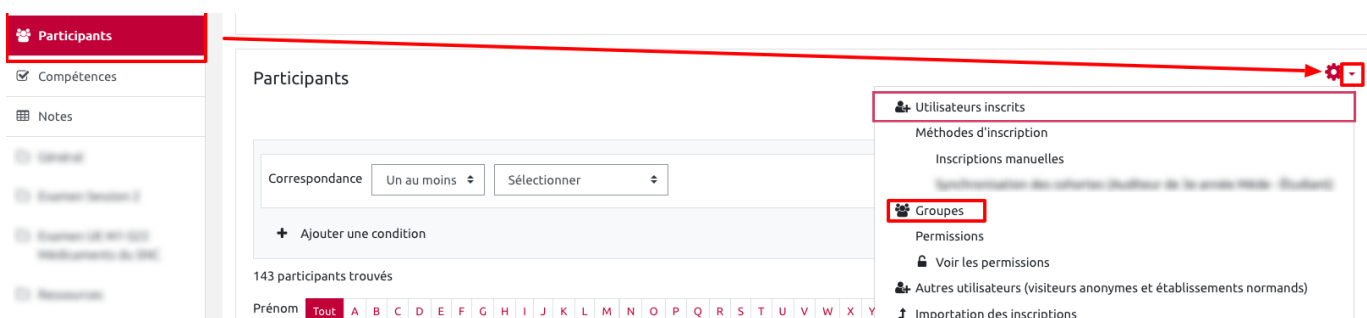 Participants
Compétences
Notes
Participants
Correspondance Un au moins Sélectionner
Ajouter une condition
143 participants trouvés
Prénom Tout A B C D E F G H I J K L M N O P Q R S T U V W X Y
Utilisateurs inscrits
Méthodes d'inscription
Inscriptions manuelles
Groupes
Permissions
Voir les permissions
Autres utilisateurs (visiteurs anonymes et établissements normands)
Importation des inscriptions